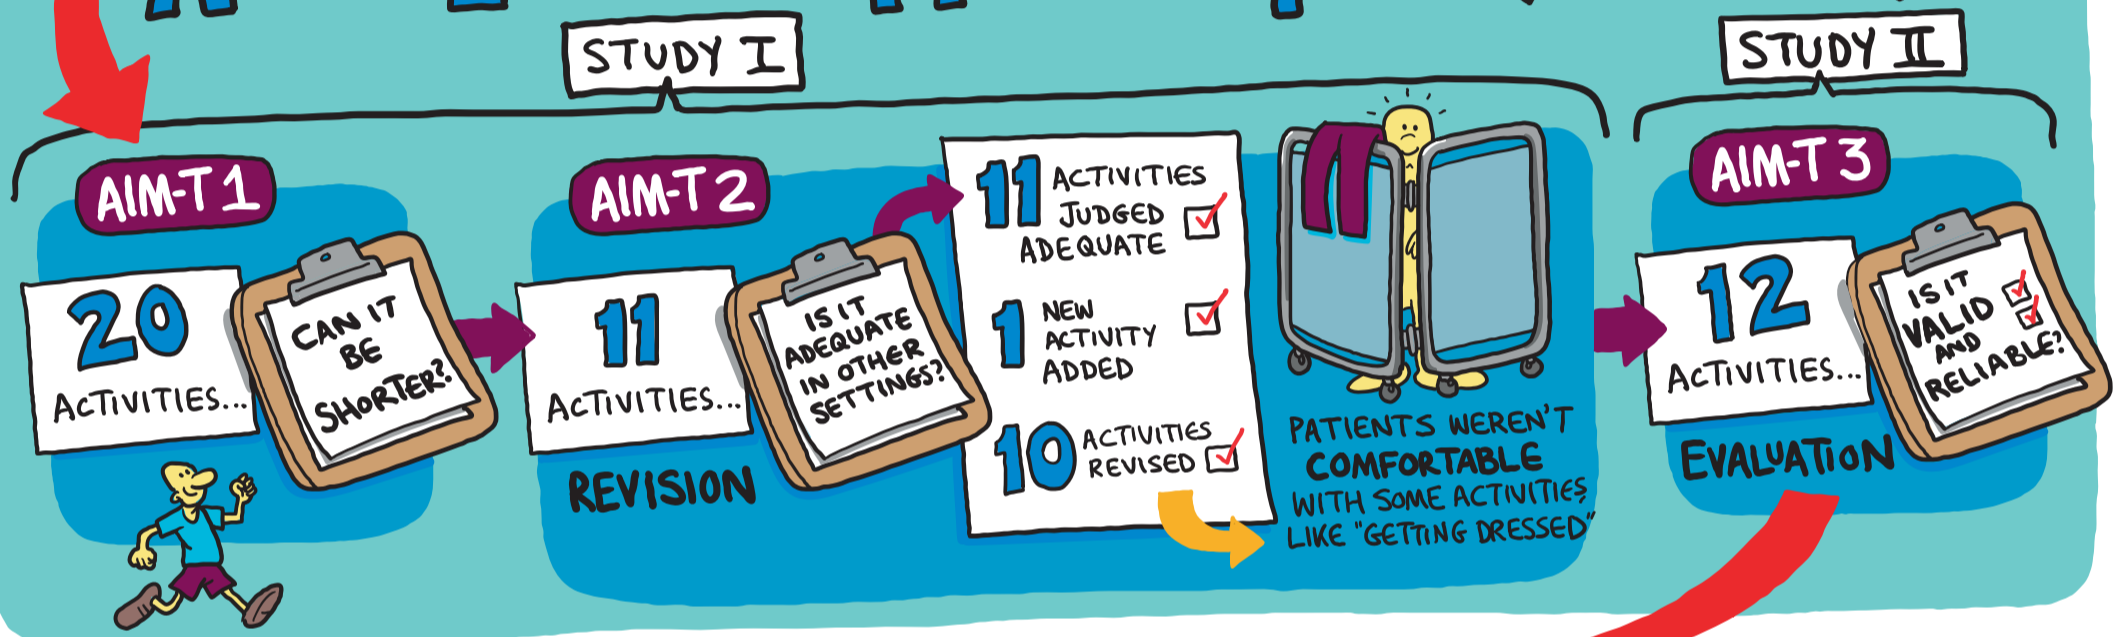 STUDY I
STUDY II
AIM-T 1
20
ACTIVITIES...
CAN IT
BE
SHORTER?
AIM-T 2
11
ACTIVITIES...
REVISION
IS IT
ADEQUATE
IN OTHER
SETTINGS?
11 ACTIVITIES
JUDGED
ADEQUATE
1 NEW
ACTIVITY
ADDED
10 ACTIVITIES
REVISED
PATIENTS WEREN'T
COMFORTABLE
WITH SOME ACTIVITIES,
LIKE "GETTING DRESSED"
AIM-T 3
12
ACTIVITIES...
IS IT
VALID
AND
RELIABLE?
EVALUATION